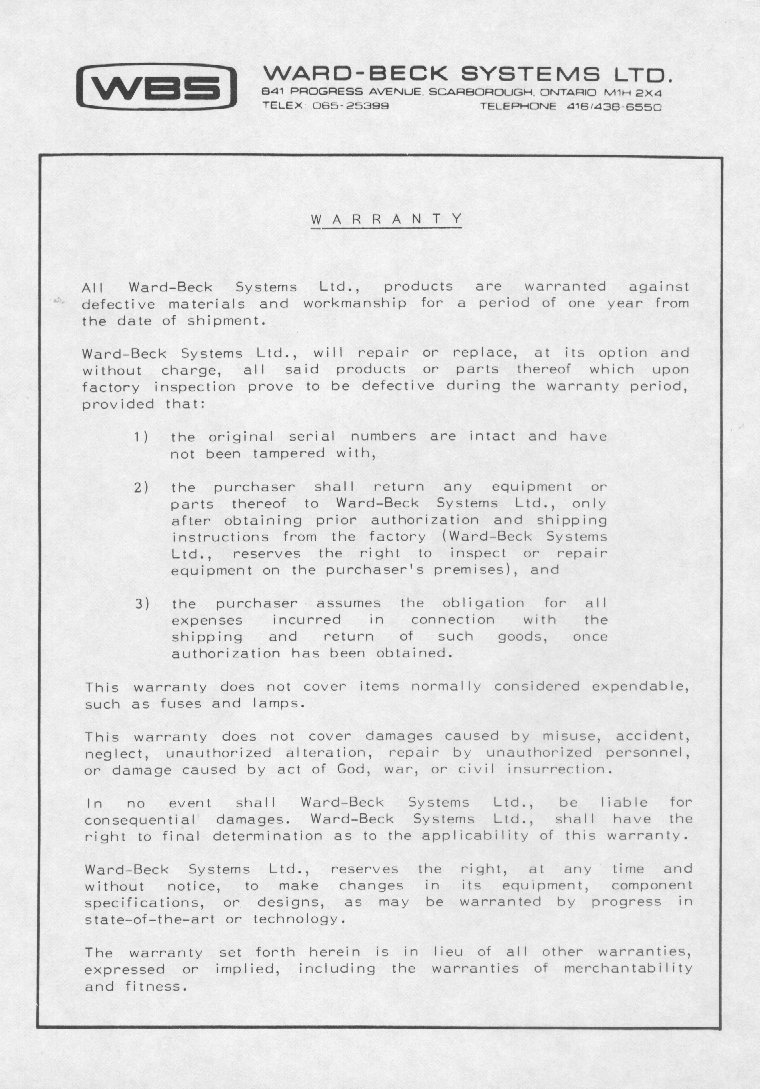 WBS
WARD-BECK SYSTEMS LTD.
841 PROGRESS AVENUE, SCARBOROUGH, ONTARIO M1H 2X4
TELEX: 065-25399 TELEPHONE 416/438-6550
WARRANTY
All Ward-Beck Systems Ltd., products are warranted against
defective materials and workmanship for a period of one year from
the date of shipment.
Ward-Beck Systems Ltd., will repair or replace, at its option and
without charge, all said products or parts thereof which upon
factory inspection prove to be defective during the warranty period,
provided that:
1) the original serial numbers are intact and have
not been tampered with,
2) the purchaser shall return any equipment or
parts thereof to Ward-Beck Systems Ltd., only
after obtaining prior authorization and shipping
instructions from the factory (Ward-Beck Systems
Ltd., reserves the right to inspect or repair
equipment on the purchaser's premises), and
3) the purchaser assumes the obligation for all
expenses incurred in connection with the
shipping and return of such goods, once
authorization has been obtained.
This warranty does not cover items normally considered expendable,
such as fuses and lamps.
This warranty does not cover damages caused by misuse, accident,
neglect, unauthorized alteration, repair by unauthorized personnel,
or damage caused by act of God, war, or civil insurrection.
In no event shall Ward-Beck Systems Ltd., be liable for
consequential damages. Ward-Beck Systems Ltd., shall have the
right to final determination as to the applicability of this warranty.
Ward-Beck Systems Ltd., reserves the right, at any time and
without notice, to make changes in its equipment, component
specifications, or designs, as may be warranted by progress in
state-of-the-art or technology.
The warranty set forth herein is in lieu of all other warranties,
expressed or implied, including the warranties of merchantability
and fitness.